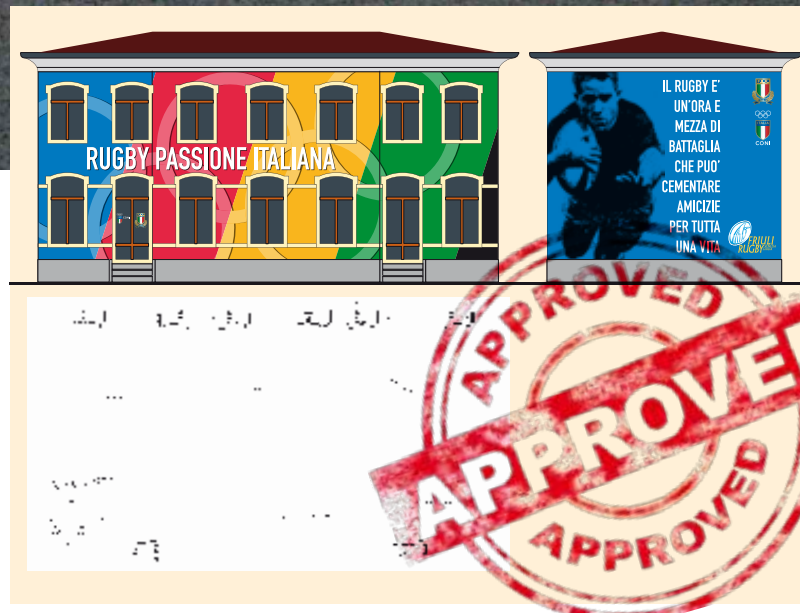 RUGBY PASSIONE ITALIANA
IL RUGBY E'
UN'ORA E
MEZZA DI
BATTAGLIA
CHE PUO'
CEMENTARE
AMICIZIE
PER TUTTA
UNA VITA
CONI
FRIULI
RUGBY
APPROVED
APPROVE
APPROVED